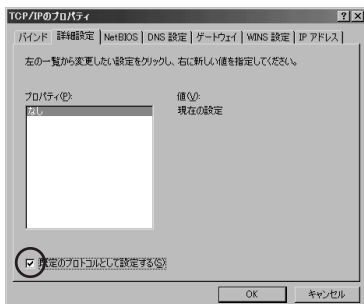 TCP/IPのプロパティ
バインド 詳細設定 NetBIOS DNS 設定 ゲートウェイ WINS 設定 IP アドレス
左の一覧から変更したい設定をクリックし、右に新しい値を指定してください。
プロパティ(P): 値(V):
なし 現在の設定
既定のプロトコルとして設定する(S)
OK キャンセル